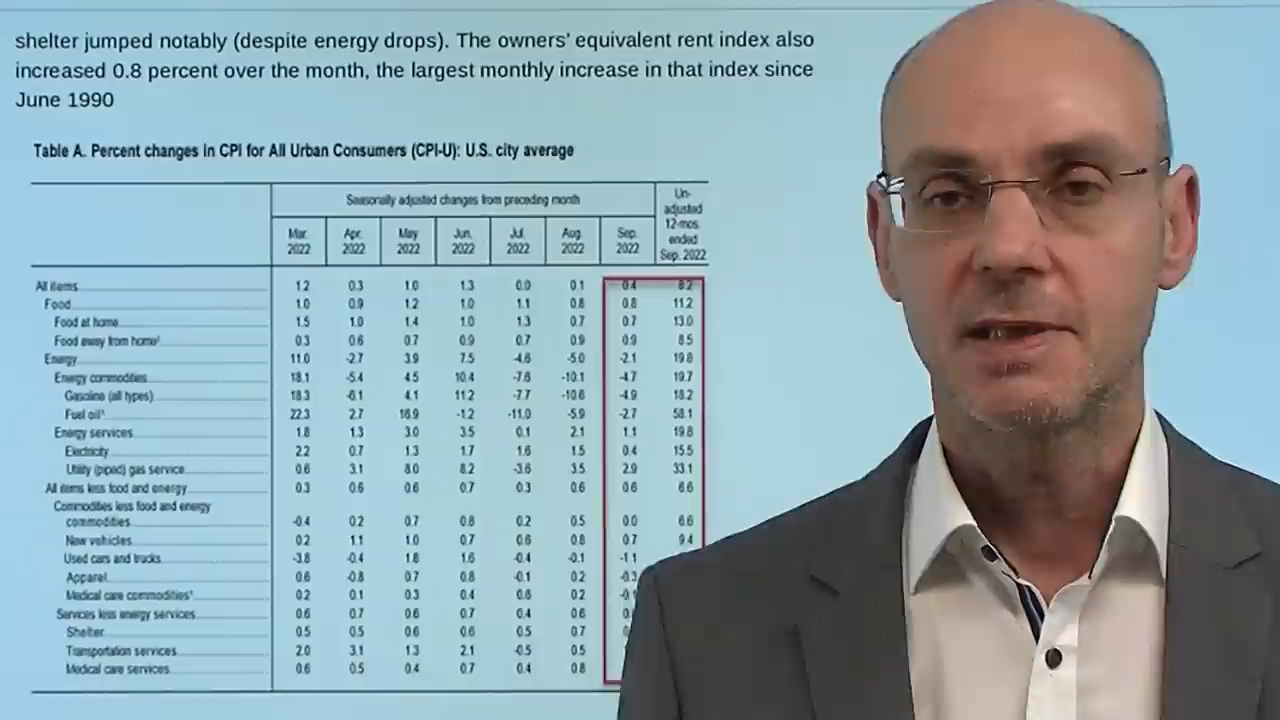 shelter jumped notably (despite energy drops). The owners' equivalent rent index also
increased 0.8 percent over the month, the largest monthly increase in that index since
June 1990
Table A. Percent changes in CPI for All Urban Consumers (CPI-U): U.S. city average
Seasonally adjusted changes from preceding month
Un-
adjusted
12-mos.
ended
Sep. 2022
Mar. 2022 Apr. 2022 May 2022 Jun. 2022 Jul. 2022 Aug. 2022 Sep. 2022
All items 1.2 0.3 1.0 1.3 0.0 0.1 0.4 8.2
Food 1.0 0.9 1.2 1.0 1.1 0.8 0.8 11.2
Food at home 1.5 1.0 1.4 1.0 1.3 0.7 0.7 13.0
Food away from home¹ 0.3 0.6 0.7 0.9 0.7 0.9 0.9 8.5
Energy 11.0 -2.7 3.9 7.5 -4.6 -5.0 -2.1 19.8
Energy commodities 18.1 -5.4 4.5 10.4 -7.6 -10.1 -4.7 19.7
Gasoline (all types) 18.3 -6.1 4.1 11.2 -7.7 -10.6 -4.9 18.2
Fuel oil¹ 22.3 2.7 16.9 -1.2 -11.0 -5.9 -2.7 58.1
Energy services 1.8 1.3 3.0 3.5 0.1 2.1 1.1 19.8
Electricity 2.2 0.7 1.3 1.7 1.6 1.5 0.4 15.5
Utility (piped) gas service 0.6 3.1 8.0 8.2 -3.6 3.5 2.9 33.1
All items less food and energy 0.3 0.6 0.6 0.7 0.3 0.6 0.6 6.6
Commodities less food and energy
commodities -0.4 0.2 0.7 0.8 0.2 0.5 0.0 6.6
New vehicles 0.2 1.1 1.0 0.7 0.6 0.8 0.7 9.4
Used cars and trucks -3.8 -0.4 1.8 1.6 -0.4 -0.1 -1.1
Apparel 0.6 -0.8 0.7 0.8 -0.1 0.2 -0.3
Medical care commodities¹ 0.2 0.1 0.3 0.4 0.6 0.2
Services less energy services 0.6 0.7 0.6 0.7 0.4 0.6
Shelter 0.5 0.5 0.6 0.6 0.5 0.7
Transportation services 2.0 3.1 1.3 2.1 -0.5 0.5
Medical care services 0.6 0.5 0.4 0.7 0.4 0.8